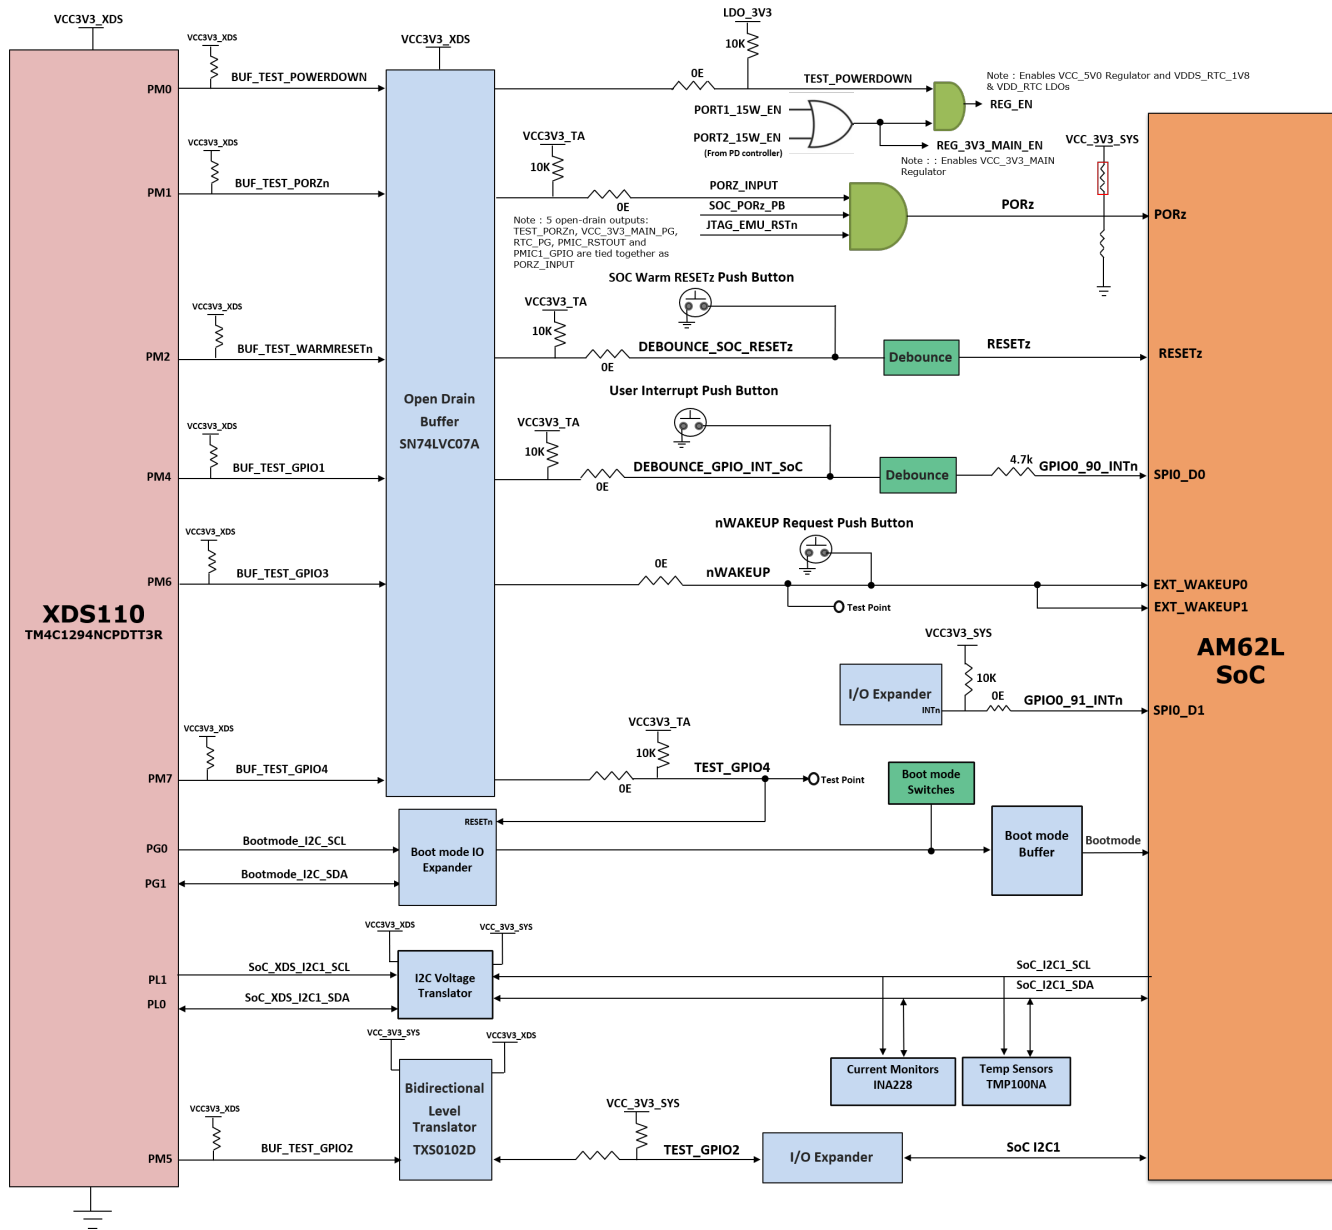 VCC3V3_XDS
XDS110
TM4C1294NCPDTT3R
PM0
PM1
PM2
PM4
PM6
PM7
PG0
PG1
PL1
PL0
PM5
VCC3V3_XDS
BUF_TEST_POWERDOWN
VCC3V3_XDS
BUF_TEST_PORZn
VCC3V3_XDS
BUF_TEST_WARMRESETn
VCC3V3_XDS
BUF_TEST_GPIO1
VCC3V3_XDS
BUF_TEST_GPIO3
VCC3V3_XDS
BUF_TEST_GPIO4
Bootmode_I2C_SCL
Bootmode_I2C_SDA
SoC_XDS_I2C1_SCL
SoC_XDS_I2C1_SDA
VCC3V3_XDS
BUF_TEST_GPIO2
VCC3V3_XDS
Open Drain
Buffer
SN74LVC07A
LDO_3V3
10K
0E
TEST_POWERDOWN
PORT1_15W_EN
PORT2_15W_EN
(From PD controller)
Note : Enables VCC_5V0 Regulator and VDDS_RTC_1V8
& VDD_RTC LDOs
REG_EN
REG_3V3_MAIN_EN
Note : : Enables VCC_3V3_MAIN
Regulator
VCC3V3_TA
10K
0E
PORZ_INPUT
SOC_PORz_PB
JTAG_EMU_RSTn
Note : 5 open-drain outputs:
TEST_PORZn, VCC_3V3_MAIN_PG,
RTC_PG, PMIC_RSTOUT and
PMIC1_GPIO are tied together as
PORZ_INPUT
VCC_3V3_SYS
PORz
PORz
SOC Warm RESETz Push Button
VCC3V3_TA
10K
0E
DEBOUNCE_SOC_RESETz
Debounce
RESETz
RESETz
User Interrupt Push Button
VCC3V3_TA
10K
0E
DEBOUNCE_GPIO_INT_SoC
Debounce
4.7k
GPIO0_90_INTn
SPI0_D0
nWAKEUP Request Push Button
0E
nWAKEUP
Test Point
EXT_WAKEUP0
EXT_WAKEUP1
AM62L
SoC
VCC3V3_SYS
10K
I/O Expander
INTn
0E
GPIO0_91_INTn
SPI0_D1
VCC3V3_TA
10K
0E
TEST_GPIO4
Test Point
RESETn
Boot mode IO
Expander
Boot mode
Switches
Boot mode
Buffer
Bootmode
VCC3V3_XDS
VCC_3V3_SYS
I2C Voltage
Translator
SoC_I2C1_SCL
SoC_I2C1_SDA
Current Monitors
INA228
Temp Sensors
TMP100NA
VCC_3V3_SYS
VCC3V3_XDS
Bidirectional
Level
Translator
TXS0102D
VCC_3V3_SYS
TEST_GPIO2
I/O Expander
SoC I2C1